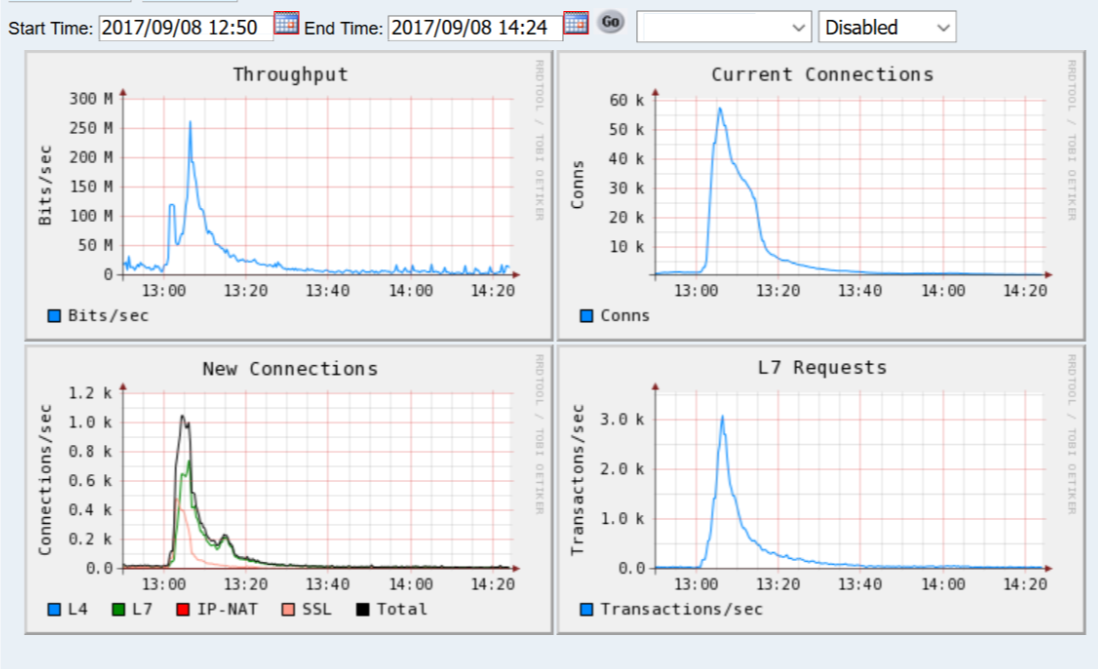 Start Time: 2017/09/08 12:50 End Time: 2017/09/08 14:24 Go Disabled
Throughput
300 M
250 M
200 M
150 M
100 M
50 M
0
Bits/sec
13:00 13:20 13:40 14:00 14:20
Bits/sec
RRDTOOL / TOBI OETIKER
Current Connections
60 k
50 k
40 k
30 k
20 k
10 k
Conns
13:00 13:20 13:40 14:00 14:20
Conns
RRDTOOL / TOBI OETIKER
New Connections
1.2 k
1.0 k
0.8 k
0.6 k
0.4 k
0.2 k
0.0
Connections/sec
13:00 13:20 13:40 14:00 14:20
L4 L7 IP-NAT SSL Total
RRDTOOL / TOBI OETIKER
L7 Requests
3.0 k
2.0 k
1.0 k
0.0
Transactons/sec
13:00 13:20 13:40 14:00 14:20
Transactions/sec
RRDTOOL / TOBI OETIKER